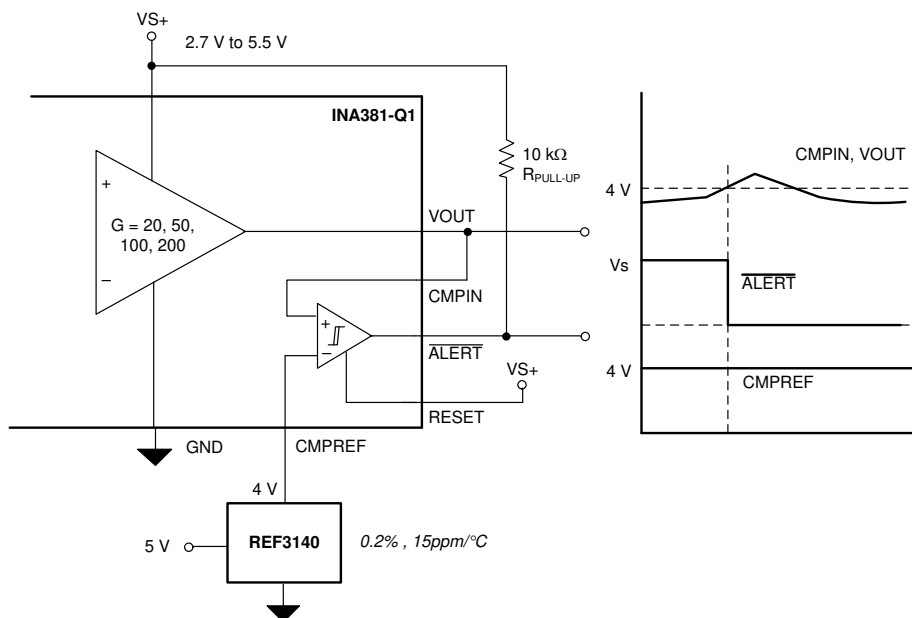 VS+
2.7 V to 5.5 V
INA381-Q1
+
G = 20, 50,
100, 200
−
10 kΩ
RPULL-UP
VOUT
CMPIN
+
−
ALERT
VS+
RESET
GND
CMPREF
4 V
5 V
REF3140
0.2% , 15ppm/°C
CMPIN, VOUT
4 V
Vs
ALERT
4 V
CMPREF